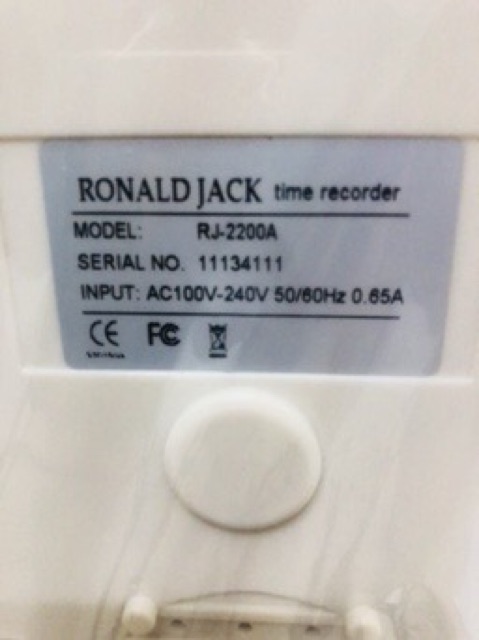 RONALD JACK time recorder
MODEL: RJ-2200A
SERIAL NO. 11134111
INPUT: AC100V-240V 50/60Hz 0.65A
CE FC